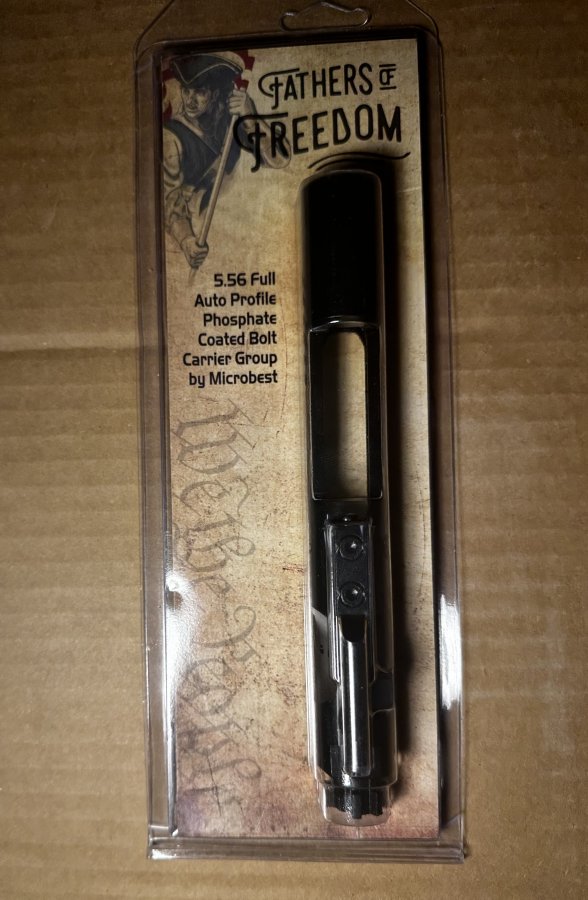 FATHERS OF
FREEDOM
5.56 Full
Auto Profile
Phosphate
Coated Bolt
Carrier Group
by Microbest
We the People